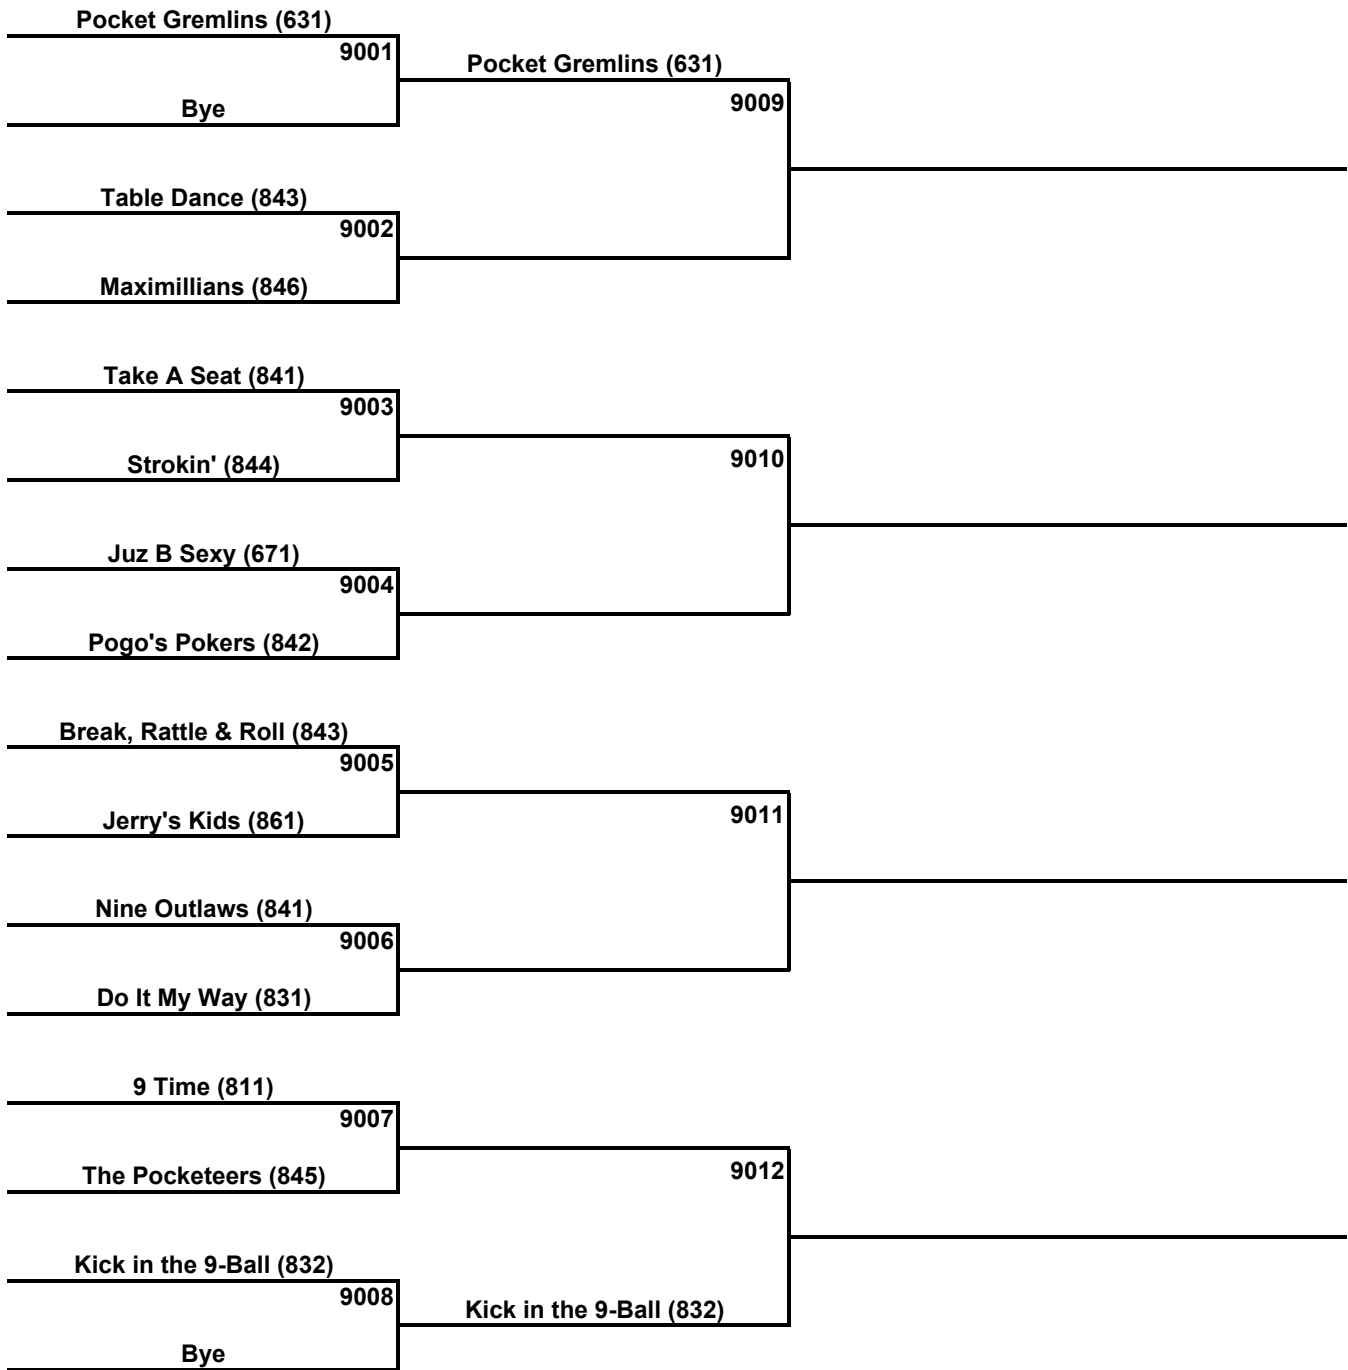 Pocket Gremlins (631)
9001
Pocket Gremlins (631)
Bye
9009
Table Dance (843)
9002
Maximillians (846)
Take A Seat (841)
9003
Strokin' (844)
9010
Juz B Sexy (671)
9004
Pogo's Pokers (842)
Break, Rattle & Roll (843)
9005
Jerry's Kids (861)
9011
Nine Outlaws (841)
9006
Do It My Way (831)
9 Time (811)
9007
The Pocketeers (845)
9012
Kick in the 9-Ball (832)
9008
Kick in the 9-Ball (832)
Bye